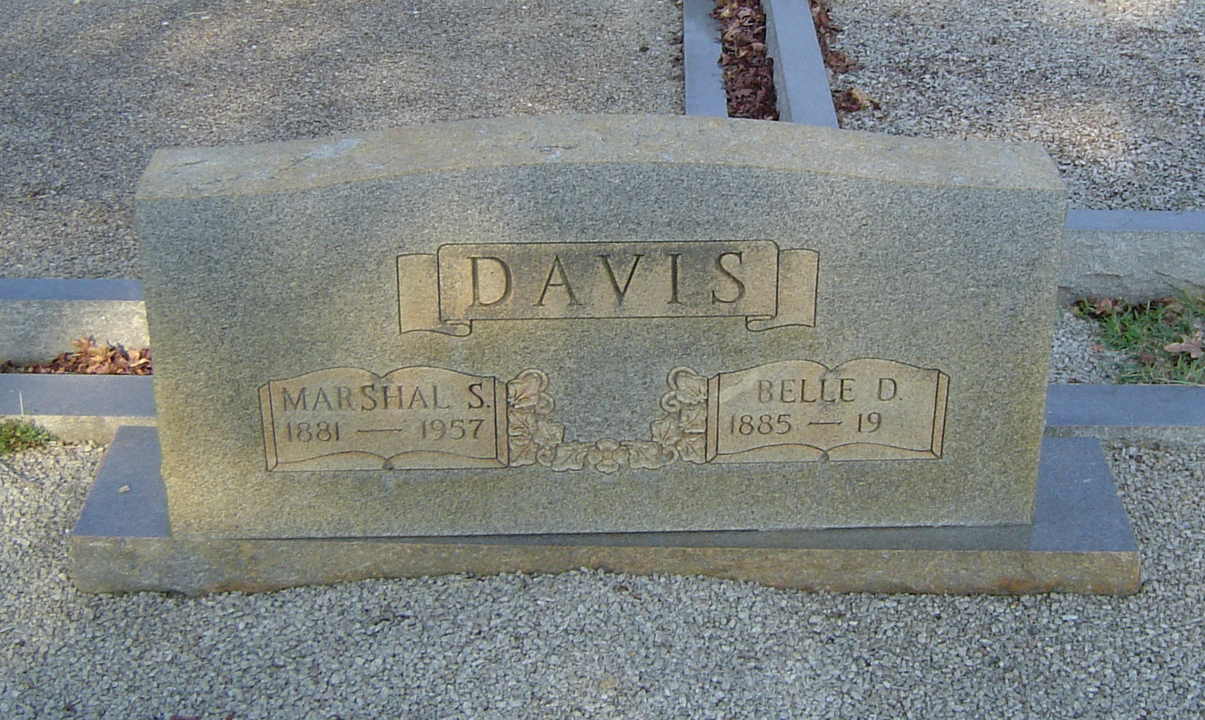 DAVIS
MARSHAL S.
1881 — 1957
BELLE D.
1885 — 19